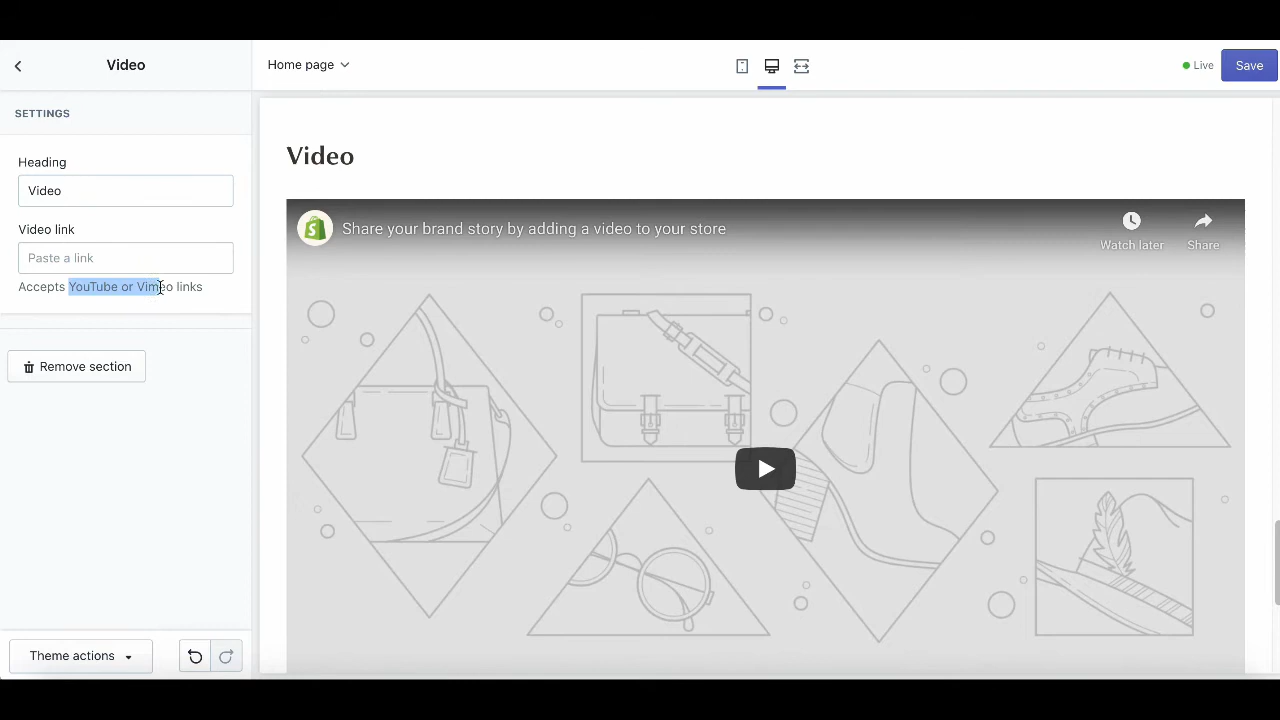 Video
Home page
Live
Save
SETTINGS
Heading
Video
Video link
Paste a link
Accepts YouTube or Vimeo links
Remove section
Theme actions
Video
Share your brand story by adding a video to your store
Watch later
Share